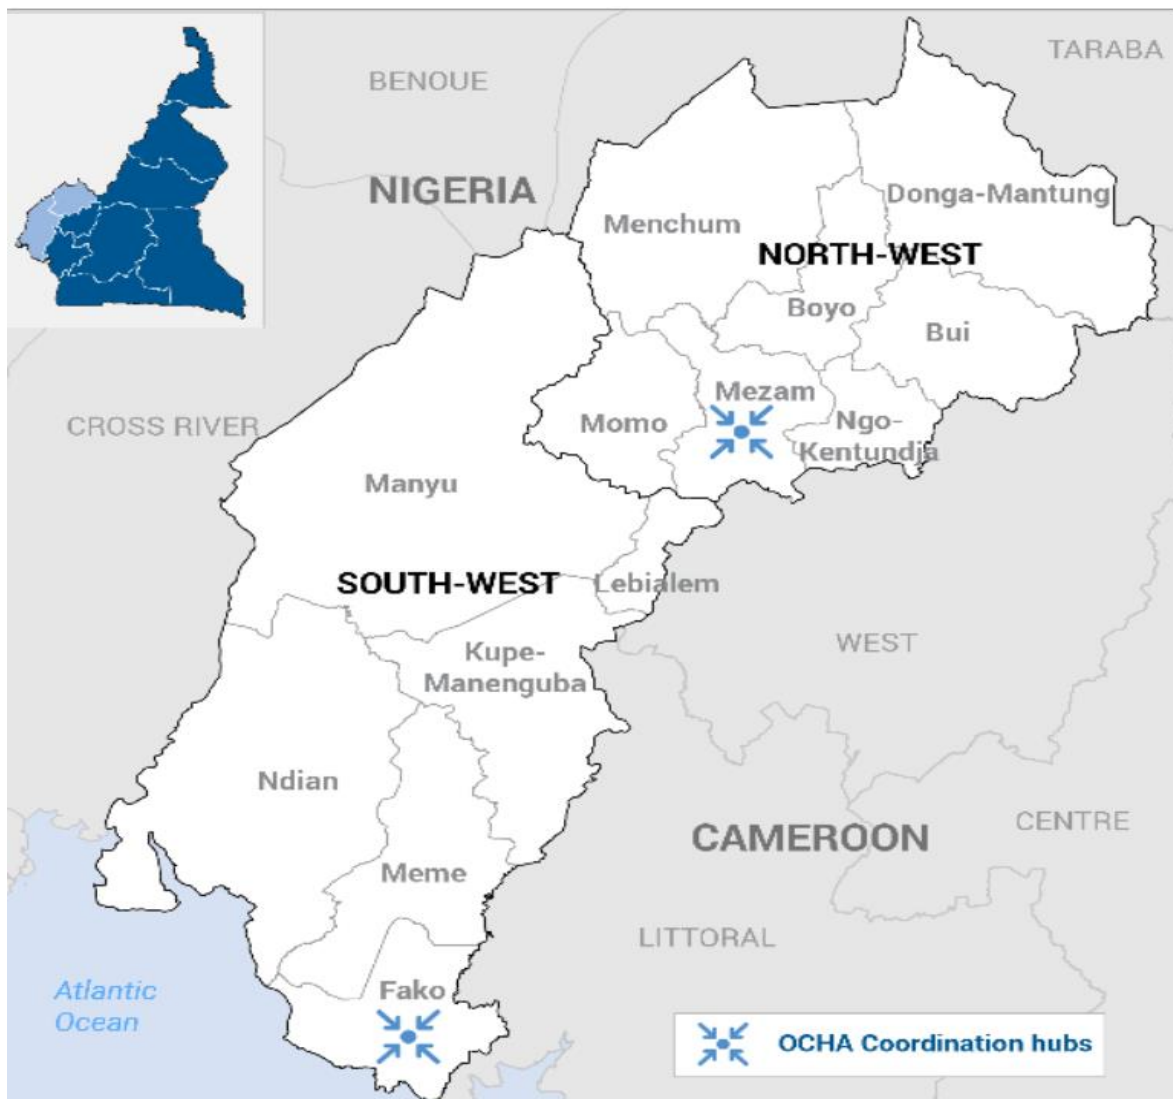 TARABA
BENOUE
NIGERIA
Donga-Mantung
Menchum
NORTH-WEST
Boyo
Bui
Mezam
Momo
Ngo-
Kentundja
CROSS RIVER
Manyu
SOUTH-WEST
Lebialem
WEST
Kupe-
Manenguba
Ndian
CENTRE
CAMEROON
Meme
LITTORAL
Fako
Atlantic
Ocean
OCHA Coordination hubs